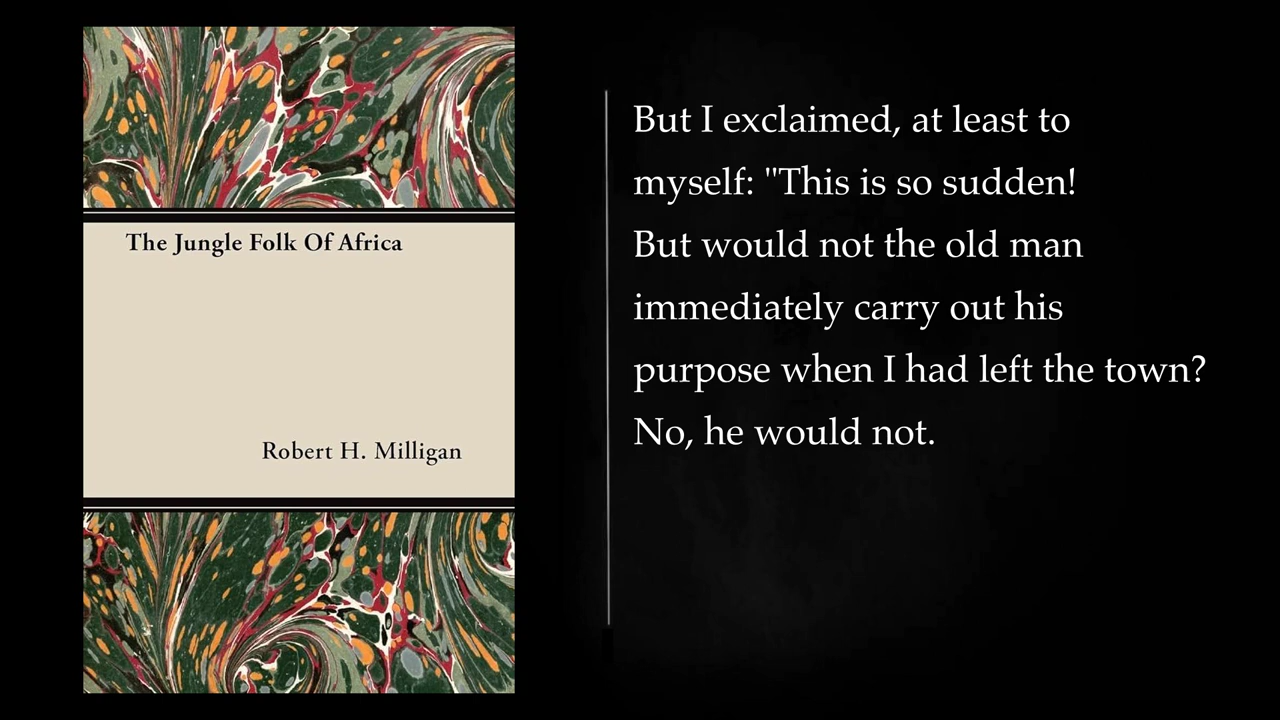 The Jungle Folk Of Africa
Robert H. Milligan
But I exclaimed, at least to
myself: "This is so sudden!
But would not the old man
immediately carry out his
purpose when I had left the town?
No, he would not.